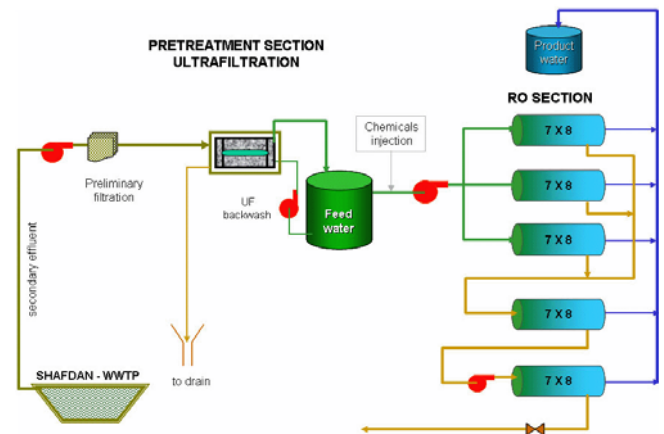 PRETREATMENT SECTION
ULTRAFILTRATION
Product
water
RO SECTION
7 X 8
Chemicals
injection
7 X 8
Preliminary
filtration
UF
backwash
Feed
water
7 X 8
secondary effluent
7 X 8
SHAFDAN - WWTP
to drain
7 X 8